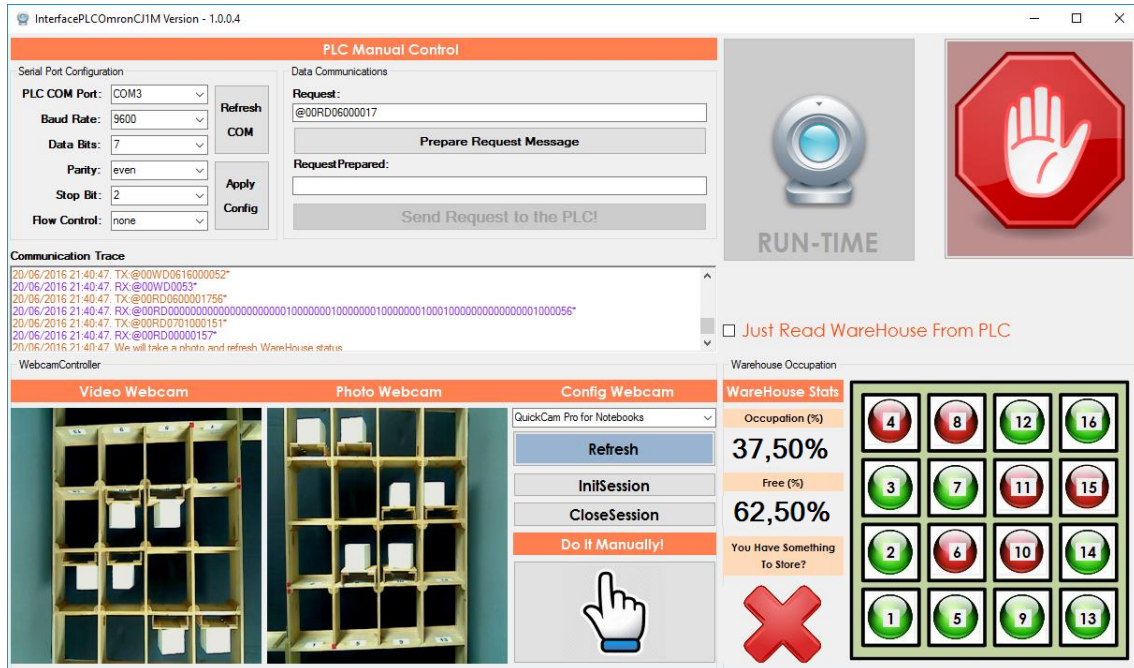 InterfacePLCOmronCJ1M Version - 1.0.0.4
PLC Manual Control
Serial Port Configuration
PLC COM Port: COM3
Baud Rate: 9600
Data Bits: 7
Parity: even
Stop Bit: 2
Flow Control: none
Refresh
COM
Apply
Config
Data Communications
Request:
@00RD06000017
Prepare Request Message
RequestPrepared:
Send Request to the PLC!
RUN-TIME
Communication Trace
20/06/2016 21:40:47. TX:@00WD0616000052*
20/06/2016 21:40:47. RX:@00WD0053*
20/06/2016 21:40:47. TX:@00RD0600001756*
20/06/2016 21:40:47. TX:@00RD0701000151*
20/06/2016 21:40:47. RX:@00RD00000157*
20/06/2016 21:40:47. We will take a photo and refresh WareHouse status
Just Read WareHouse From PLC
WebcamController
Video Webcam
Photo Webcam
Config Webcam
QuickCam Pro for Notebooks
Refresh
InitSession
CloseSession
Do It Manually!
Warehouse Occupation
WareHouse Stats
Occupation (%)
37,50%
Free (%)
62,50%
You Have Something
To Store?
4 8 12 16
3 7 11 15
2 6 10 14
1 5 9 13